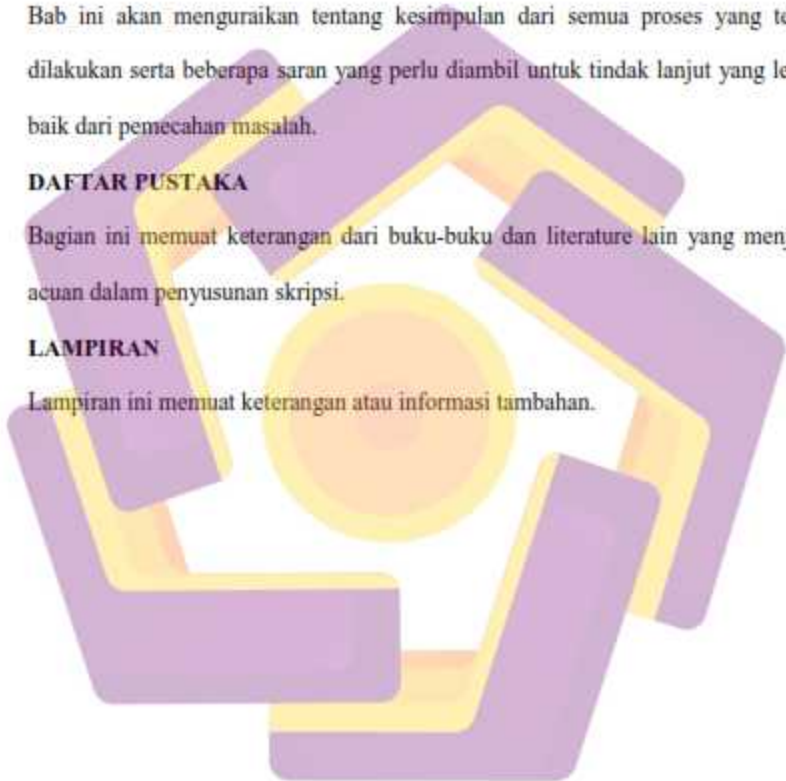 Bab ini akan menguraikan tentang kesimpulan dari semua proses yang te
dilakukan serta beberapa saran yang perlu diambil untuk tindak lanjut yang le
baik dari pemecahan masalah.
DAFTAR PUSTAKA
Bagian ini memuat keterangan dari buku-buku dan literature lain yang menj
acuan dalam penyusunan skripsi.
LAMPIRAN
Lampiran ini memuat keterangan atau informasi tambahan.